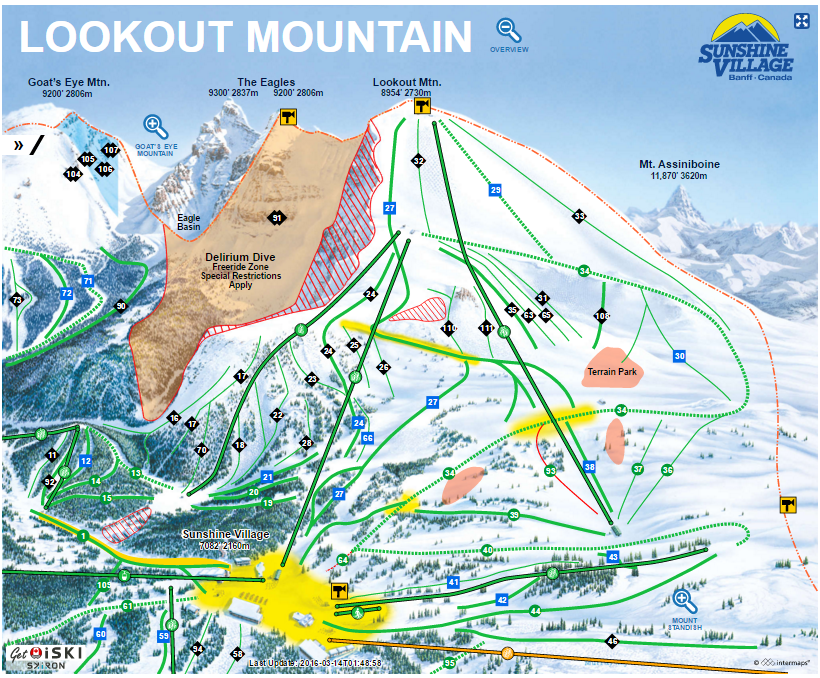 LOOKOUT MOUNTAIN
OVERVIEW
SUNSHINE
VILLAGE
Banff • Canada
Goat's Eye Mtn.
9200' 2806m
The Eagles
9300' 2837m
9200' 2806m
Lookout Mtn.
8954' 2730m
»
GOAT'S EYE
MOUNTAIN
107
105
106
104
32
27
29
33
Mt. Assiniboine
11,870' 3620m
Eagle
Basin
91
Delirium Dive
Freeride Zone
Special Restrictions
Apply
34
71
72
73
90
24
31
35
63
65
108
110
111
24
25
26
30
Terrain Park
17
23
27
34
16
17
22
24
66
70
18
28
11
12
92
14
13
15
21
20
19
27
34
93
38
37
36
39
1
Sunshine Village
7082' 2160m
64
40
43
109
41
42
44
61
60
59
94
58
MOUNT
STANDISH
46
95
Get iSKI
SKIRON
Last Update: 2016-03-14T01:48:58
© intermaps